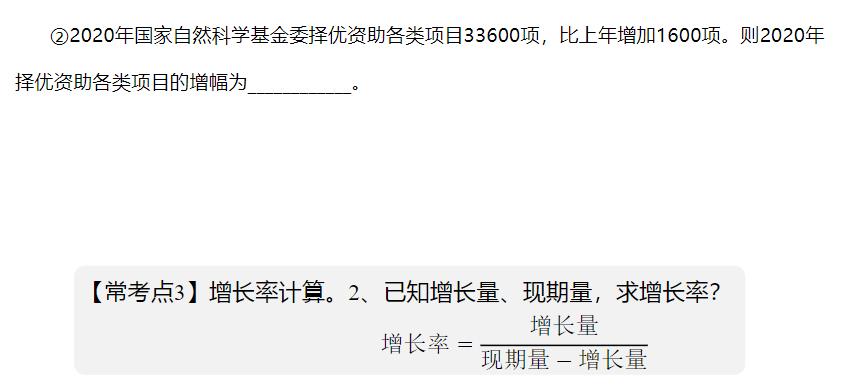 ②2020年国家自然科学基金委择优资助各类项目33600项，比上年增加1600项。则2020年
择优资助各类项目的增幅为____________。
【常考点3】增长率计算。2、已知增长量、现期量，求增长率？
增长率 = 增长量 / 现期量 − 增长量